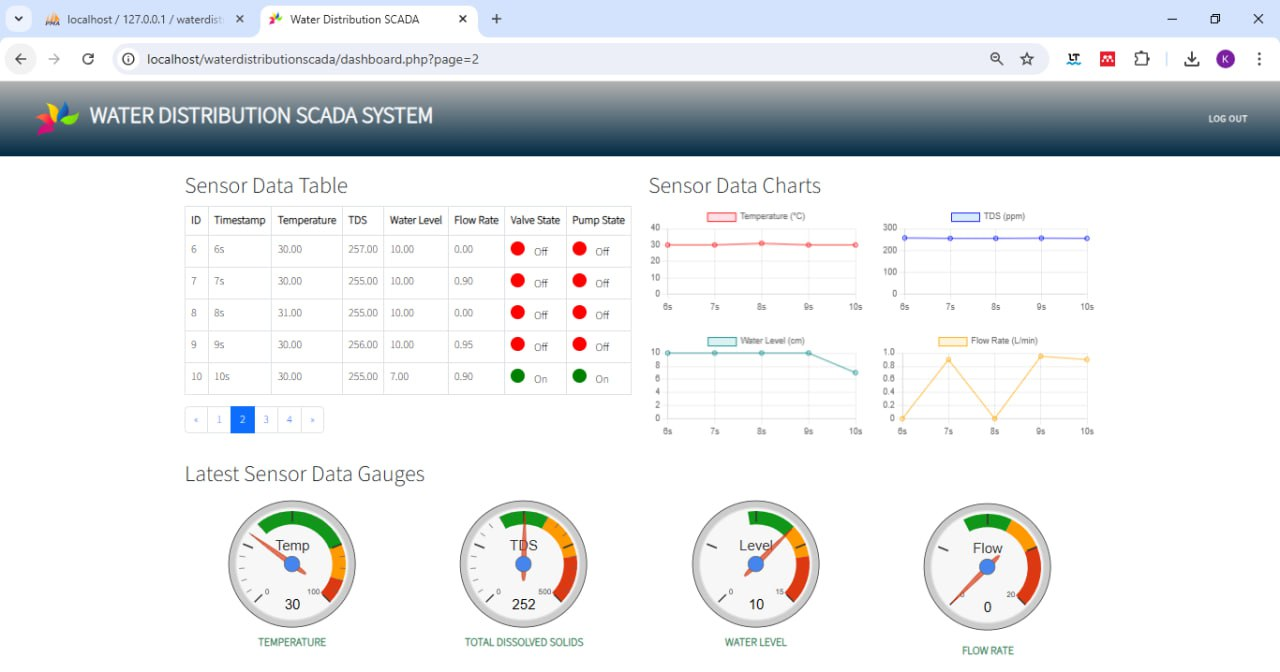 localhost / 127.0.0.1 / waterdist
Water Distribution SCADA
localhost/waterdistributionscada/dashboard.php?page=2
K
WATER DISTRIBUTION SCADA SYSTEM
LOG OUT
Sensor Data Table
ID Timestamp Temperature TDS Water Level Flow Rate Valve State Pump State
6 6s 30.00 257.00 10.00 0.00 Off Off
7 7s 30.00 255.00 10.00 0.90 Off Off
8 8s 31.00 255.00 10.00 0.00 Off Off
9 9s 30.00 256.00 10.00 0.95 Off Off
10 10s 30.00 255.00 7.00 0.90 On On
« 1 2 3 4 »
Sensor Data Charts
Temperature (°C)
40
30
20
10
0
6s 7s 8s 9s 10s
TDS (ppm)
300
200
100
0
6s 7s 8s 9s 10s
Water Level (cm)
10
8
6
4
2
0
6s 7s 8s 9s 10s
Flow Rate (L/min)
1.0
0.8
0.6
0.4
0.2
0
6s 7s 8s 9s 10s
Latest Sensor Data Gauges
Temp
0 100
30
TEMPERATURE
TDS
0 500
252
TOTAL DISSOLVED SOLIDS
Level
0 15
10
WATER LEVEL
Flow
0 20
0
FLOW RATE